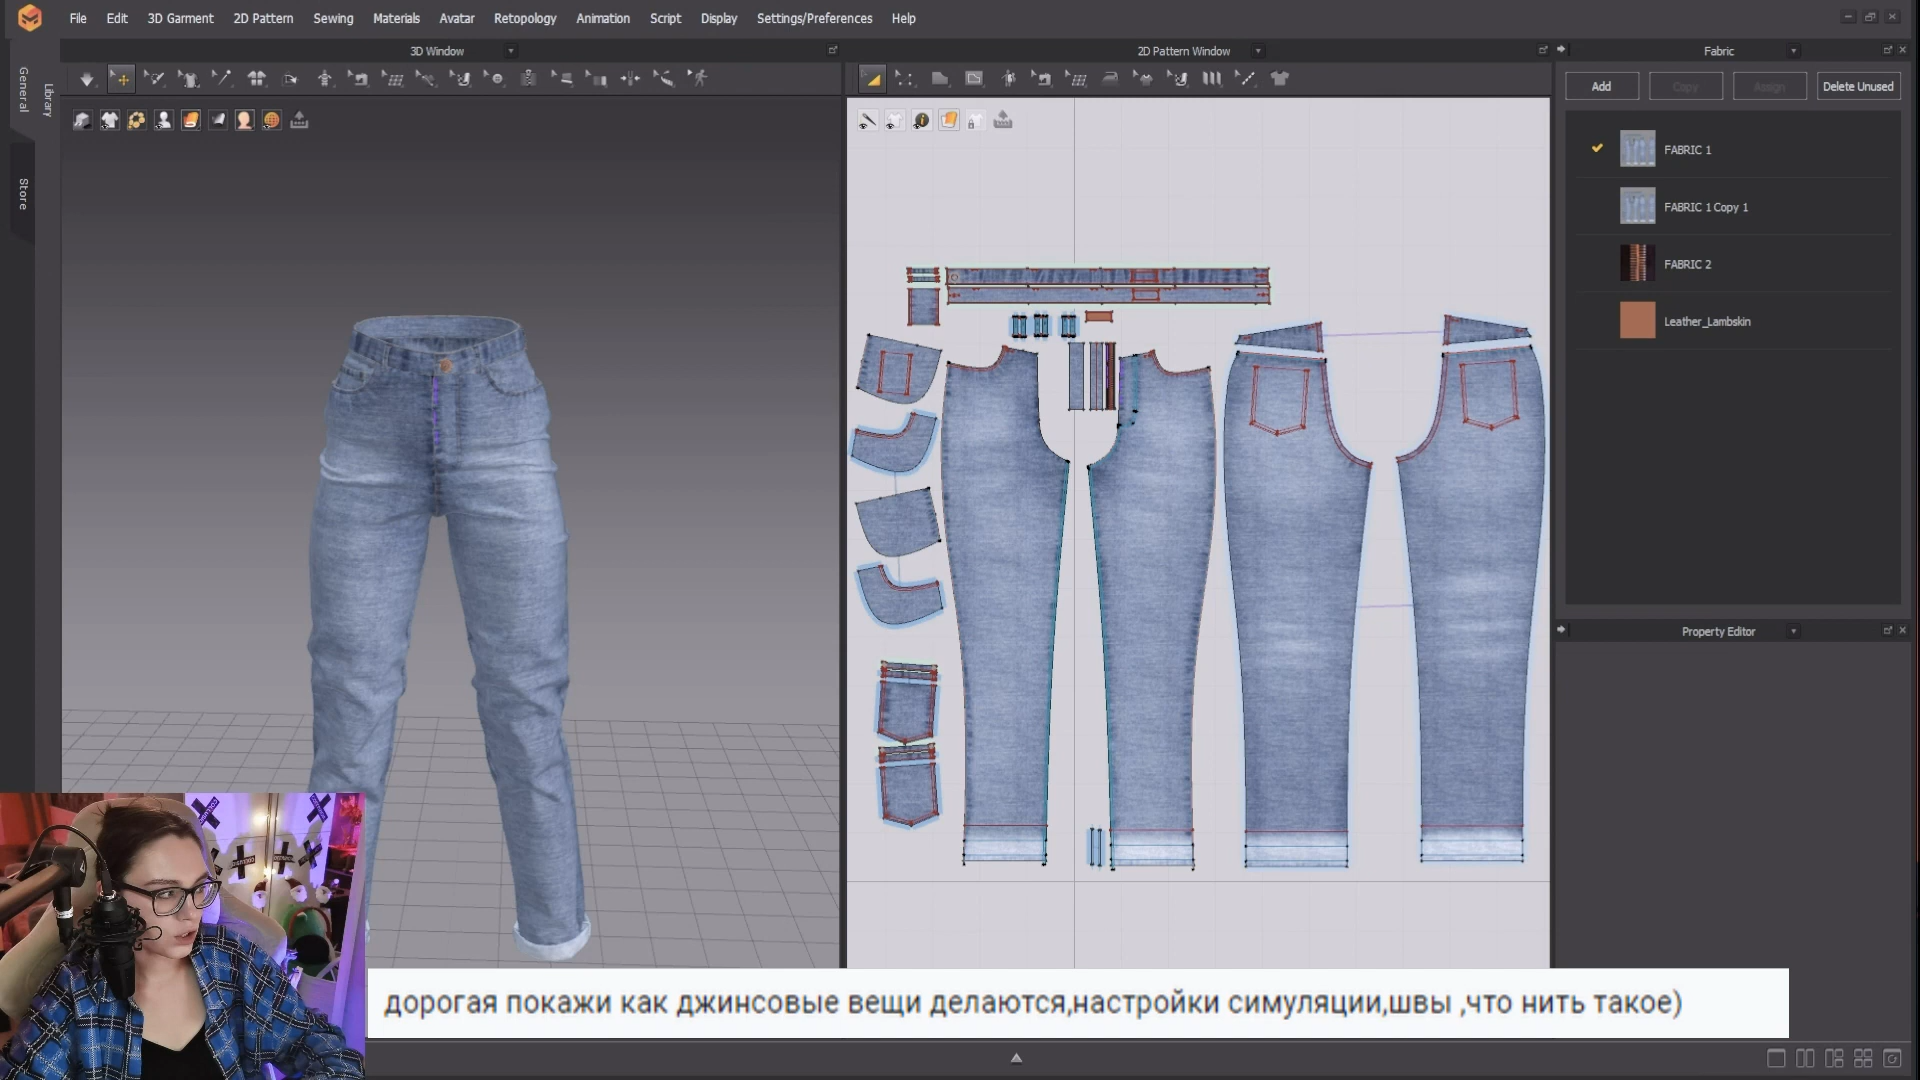 File Edit 3D Garment 2D Pattern Sewing Materials Avatar Retopology Animation Script Display Settings/Preferences Help
3D Window
2D Pattern Window
Fabric
General
Library
Store
Add
Copy
Assign
Delete Unused
FABRIC 1
FABRIC 1 Copy 1
FABRIC 2
Leather_Lambskin
Property Editor
дорогая покажи как джинсовые вещи делаются,настройки симуляции,швы ,что нить такое)